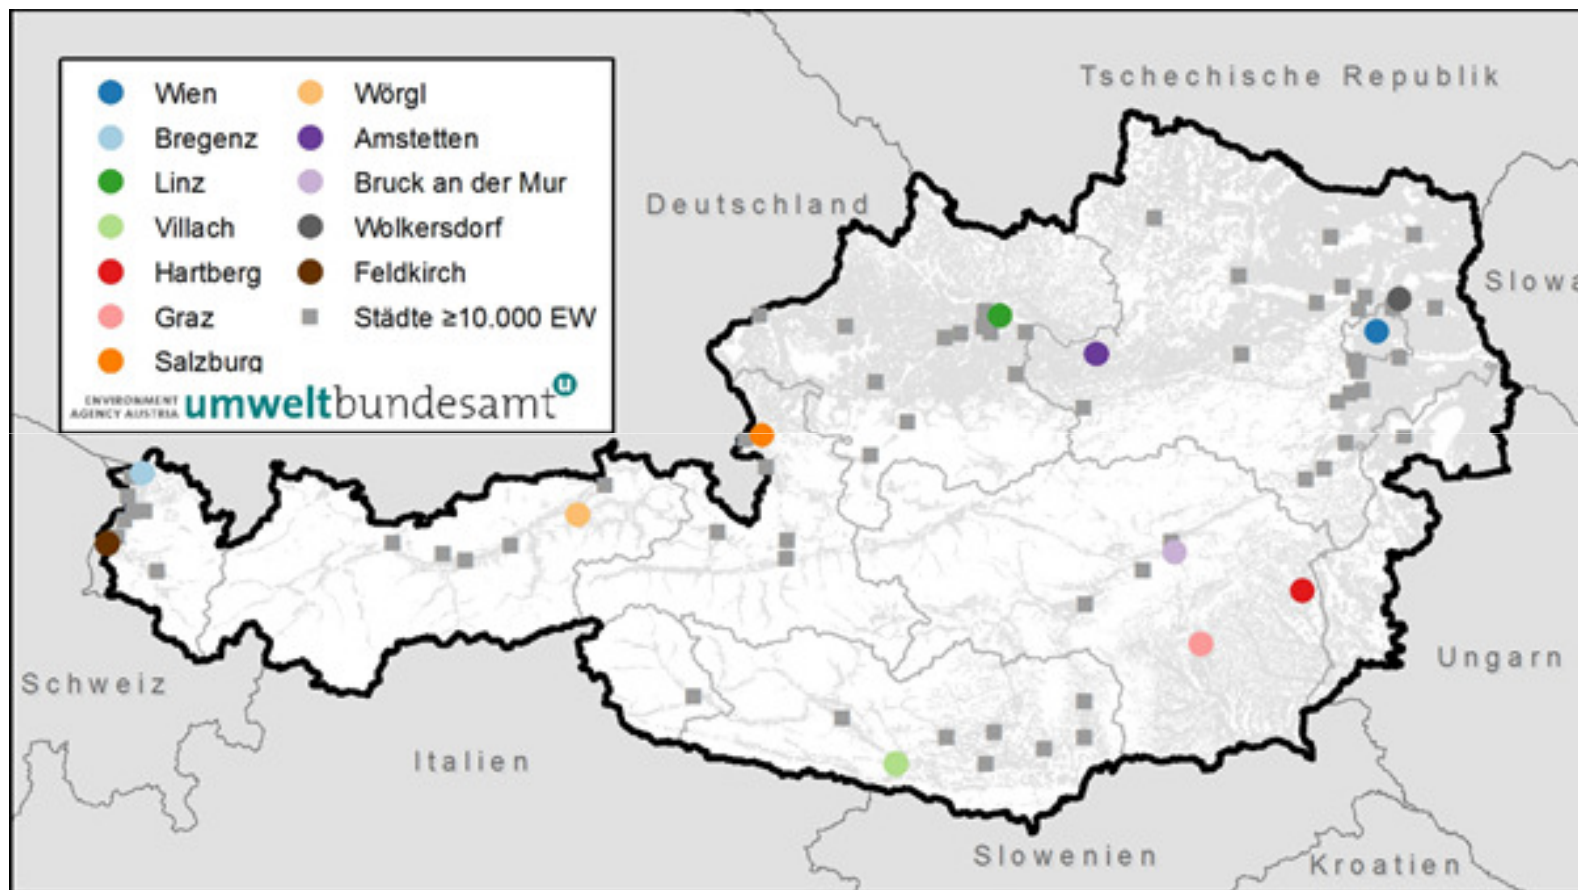 Tschechische Republik
Deutschland
Slowa
Wien
Bregenz
Linz
Villach
Hartberg
Graz
Salzburg
Wörgl
Amstetten
Bruck an der Mur
Wolkersdorf
Feldkirch
Städte ≥10.000 EW
ENVIRONMENT
AGENCY AUSTRIA umweltbundesamt u
Schweiz
Italien
Ungarn
Slowenien
Kroatien